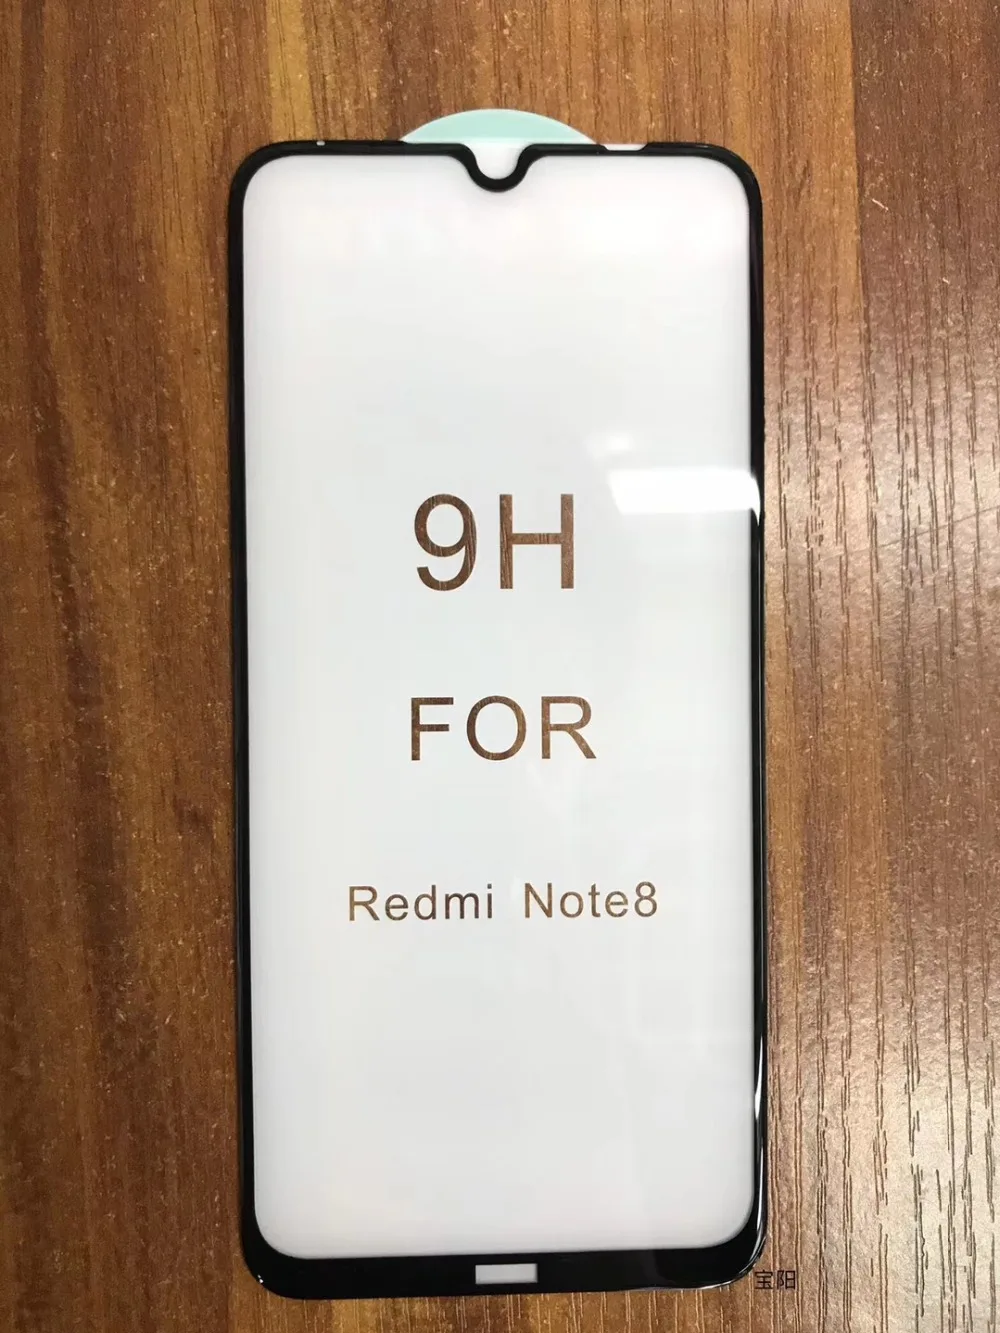 9H
FOR
Redmi Note8
宝阳